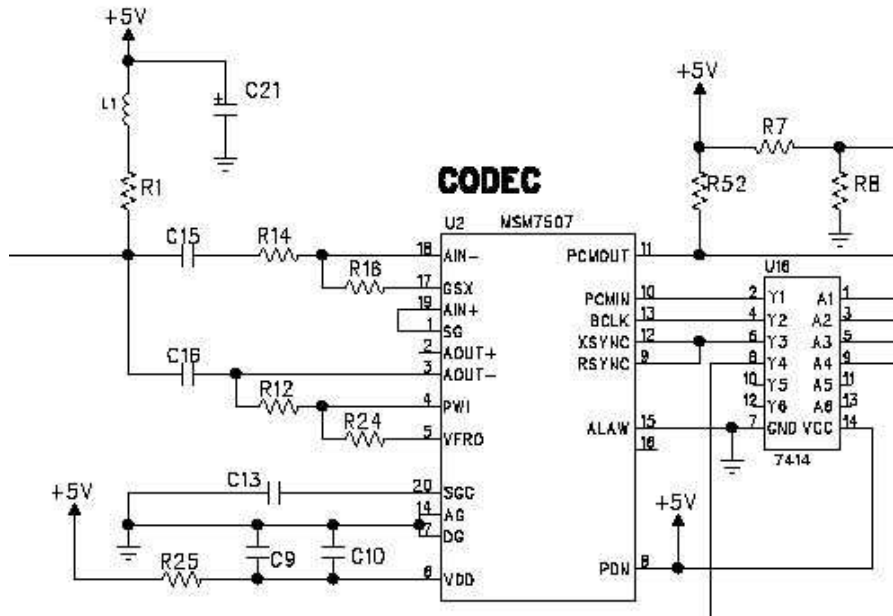 +5V
C21
L1
R1
+5V
R7
R52
R8
CODEC
U2 MSM7507
C15
R14
R16
18 AIN-
17 GSX
19 AIN+
1 SG
2 AOUT+
3 AOUT-
4 PWI
5 VFRO
20 SGC
14 AG
7 DG
6 VDD
PCMOUT 11
PCMIN 10
BCLK 13
XSYNC 12
RSYNC 9
ALAW 15
16
PDN 8
C16
R12
R24
C13
+5V
C9
C10
R25
U16
2 Y1 A1 1
4 Y2 A2 3
6 Y3 A3 5
8 Y4 A4 9
10 Y5 A5 11
12 Y6 A6 13
7 GND VCC 14
7414
+5V